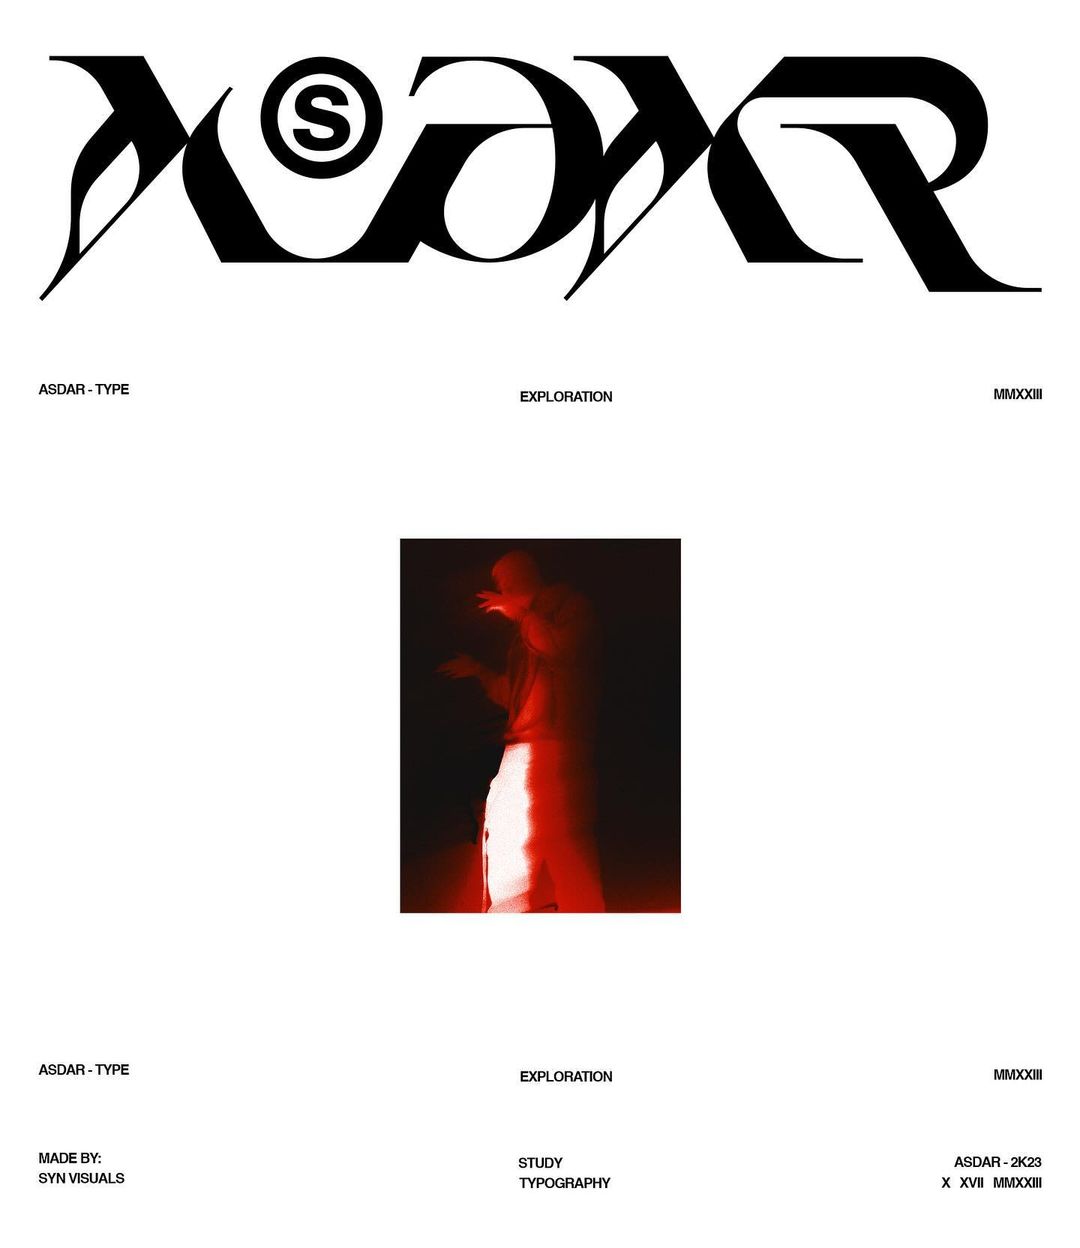 ASDAR
ASDAR - TYPE
EXPLORATION
MMXXIII
ASDAR - TYPE
EXPLORATION
MMXXIII
MADE BY:
SYN VISUALS
STUDY
TYPOGRAPHY
ASDAR - 2K23
X XVII MMXXIII